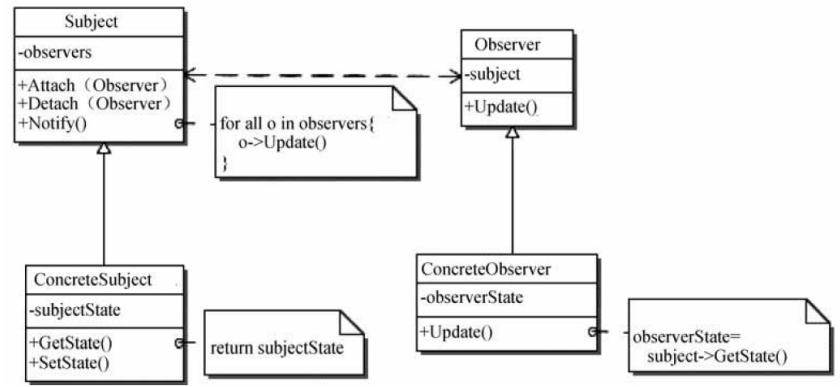 Subject
-observers
+Attach（Observer）
+Detach（Observer）
+Notify()
for all o in observers{
o->Update()
}
Observer
-subject
+Update()
ConcreteSubject
-subjectState
+GetState()
+SetState()
return subjectState
ConcreteObserver
-observerState
+Update()
observerState=
subject->GetState()